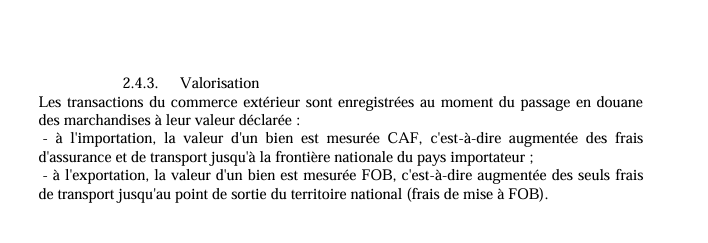 2.4.3. Valorisation
Les transactions du commerce extérieur sont enregistrées au moment du passage en douane
des marchandises à leur valeur déclarée :
- à l'importation, la valeur d'un bien est mesurée CAF, c'est-à-dire augmentée des frais
d'assurance et de transport jusqu'à la frontière nationale du pays importateur ;
- à l'exportation, la valeur d'un bien est mesurée FOB, c'est-à-dire augmentée des seuls frais
de transport jusqu'au point de sortie du territoire national (frais de mise à FOB).